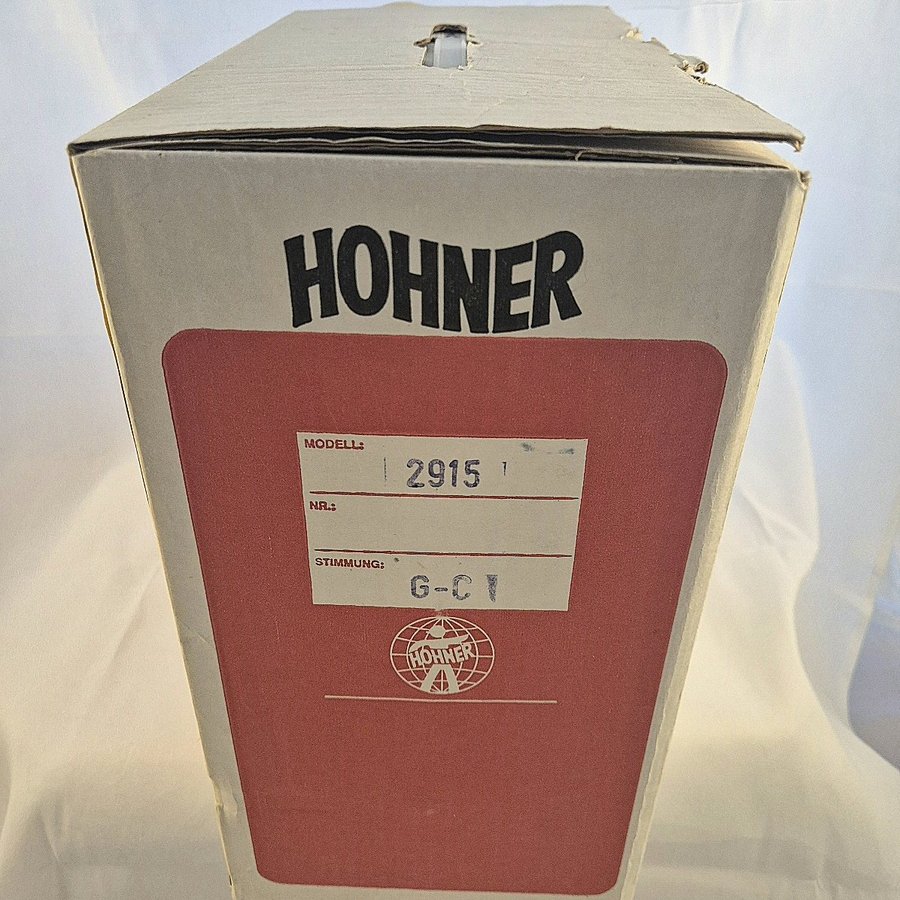 HOHNER
MODELL:
2915
NR.:
STIMMUNG:
G-C
HOHNER